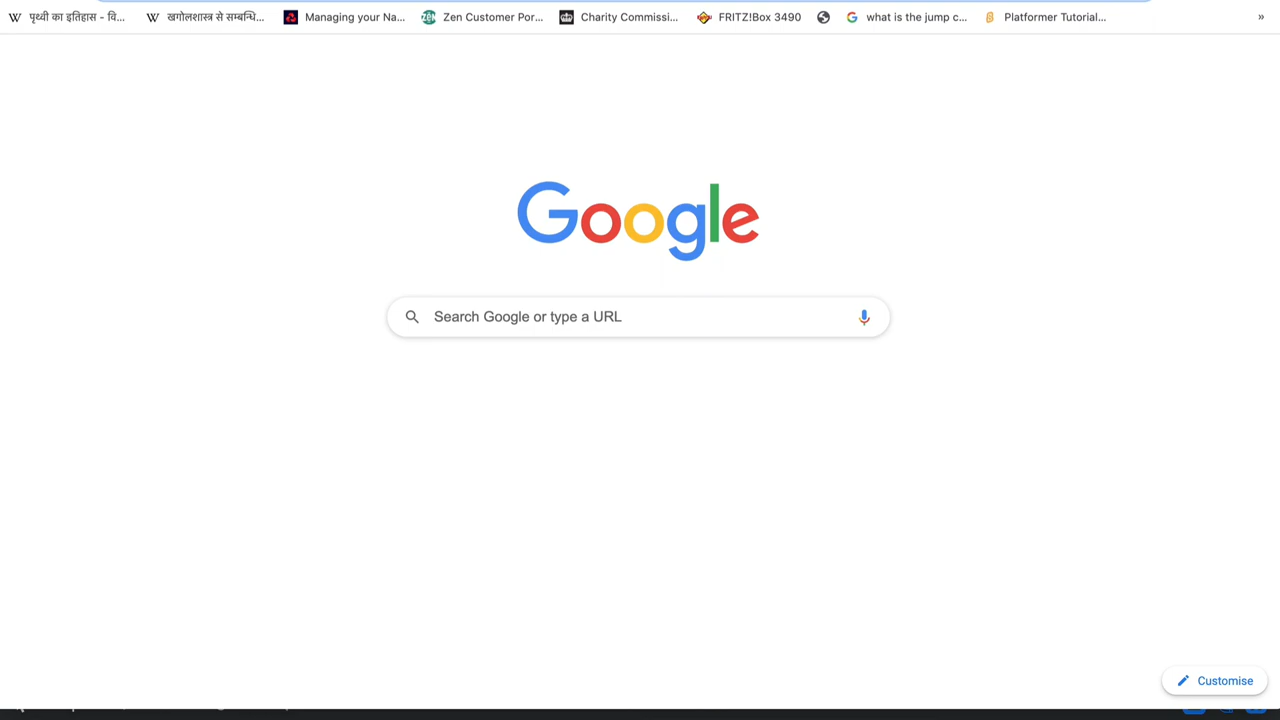 पृथ्वी का इतिहास - वि...
खगोलशास्त्र से सम्बन्धि...
Managing your Na...
Zen Customer Por...
Charity Commissi...
FRITZ!Box 3490
what is the jump c...
Platformer Tutorial...
»
Google
Search Google or type a URL
Customise